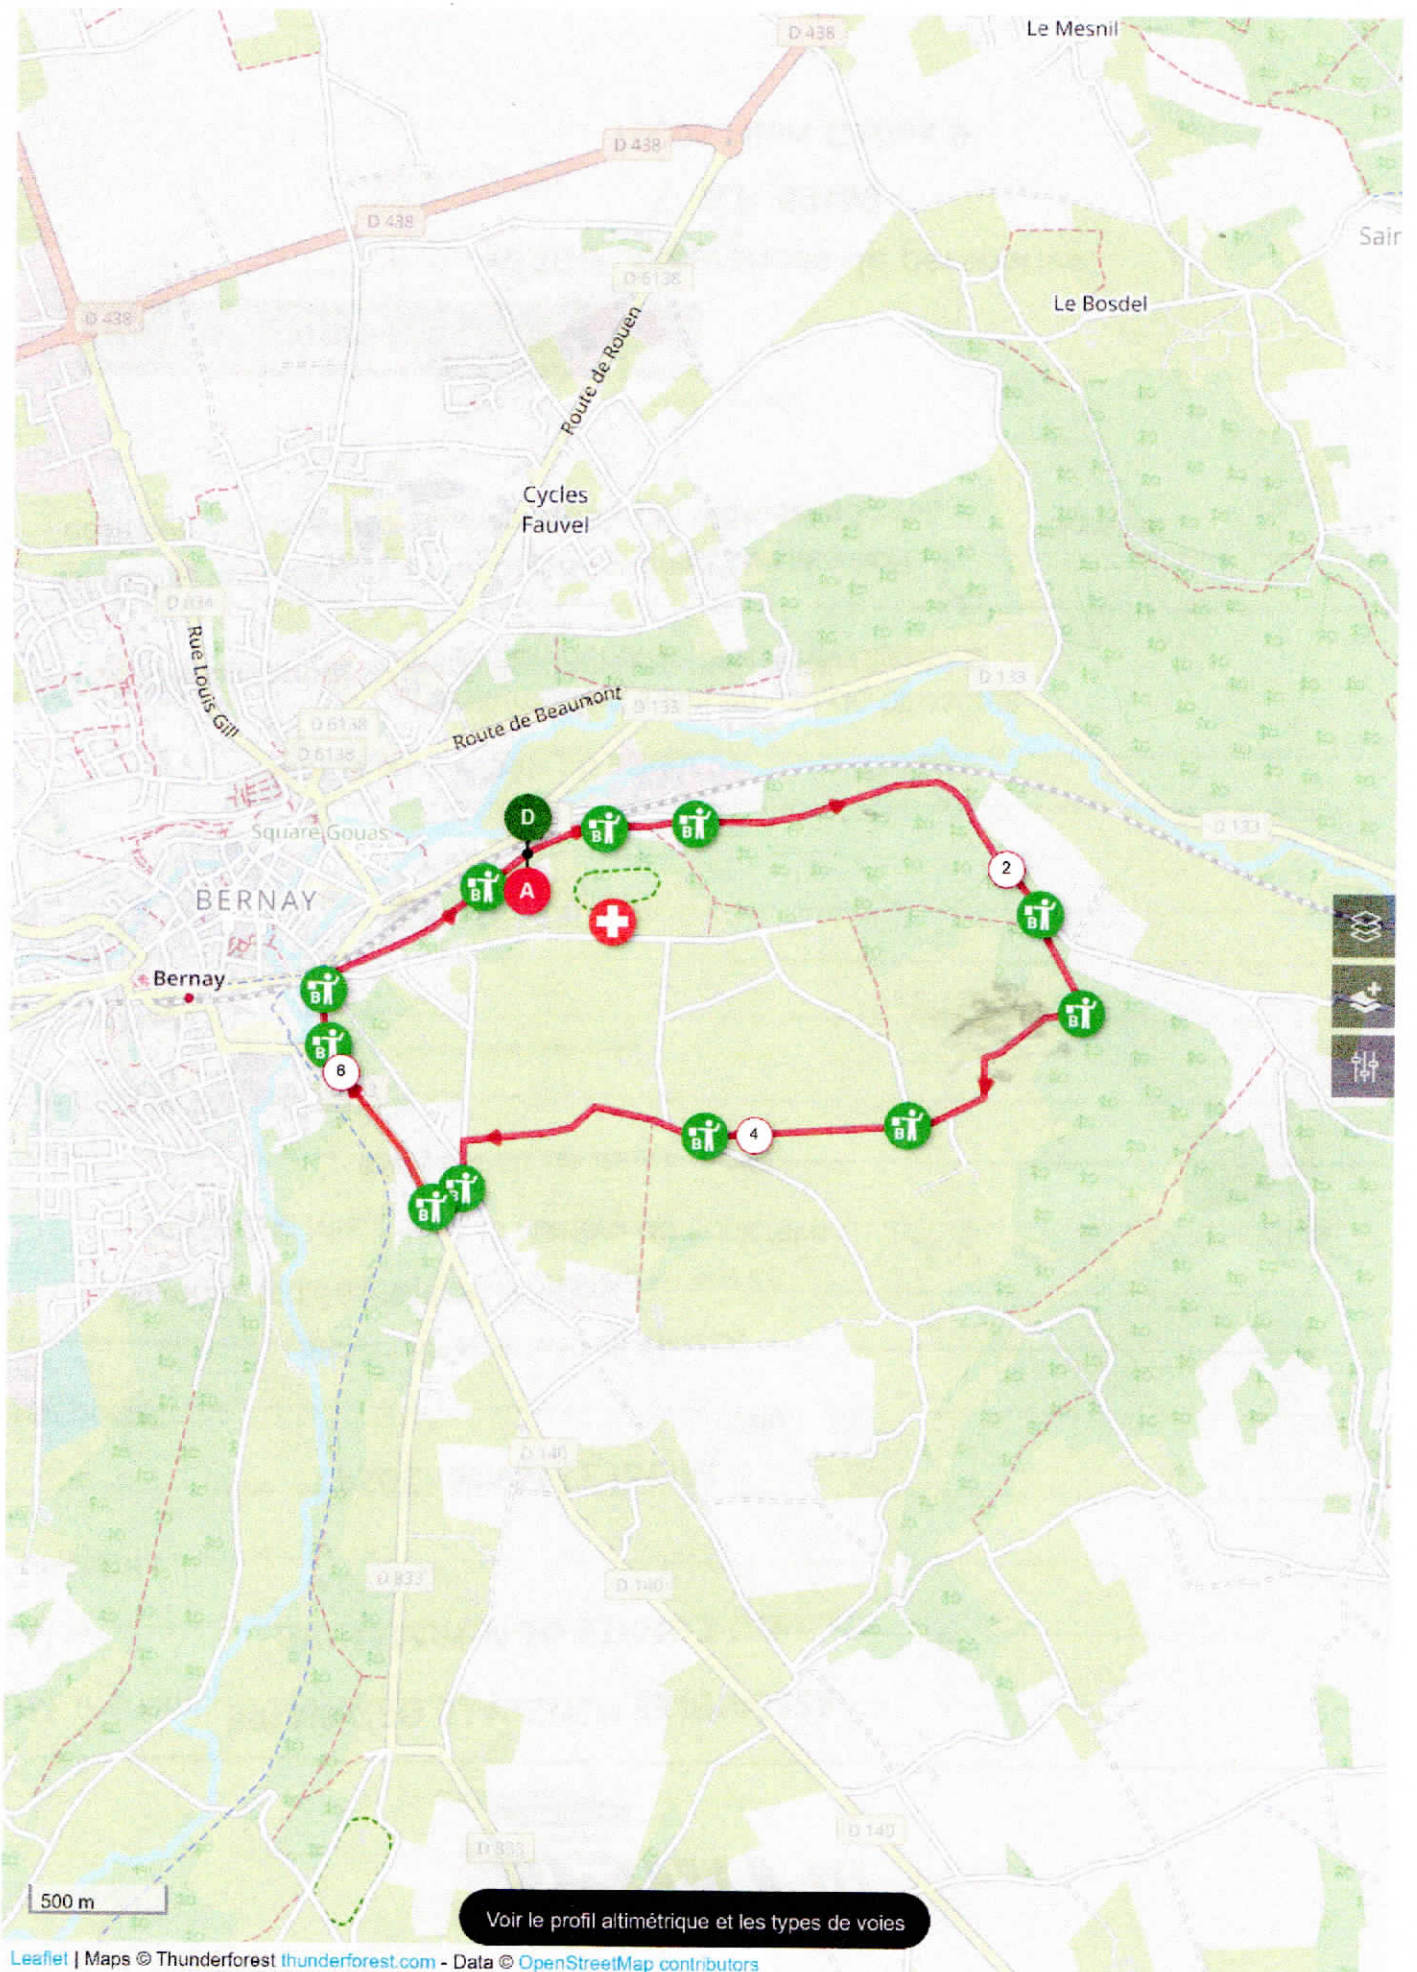 Le Mesnil
D 438
D 438
D 438
Sair
D 6138
Le Bosdel
D 438
Route de Rouen
Cycles
Fauvel
Rue Louis Gill
D 133
D 133
Route de Beaumont
D 6138
D 6138
D
Square Gouas
D 133
B
B
2
B
A
BERNAY
B
Bernay
B
B
B
6
B
4
B
B
B
D 140
D 833
D 140
D 140
D 833
500 m
Voir le profil altimétrique et les types de voies
Leaflet | Maps © Thunderforest thunderforest.com - Data © OpenStreetMap contributors